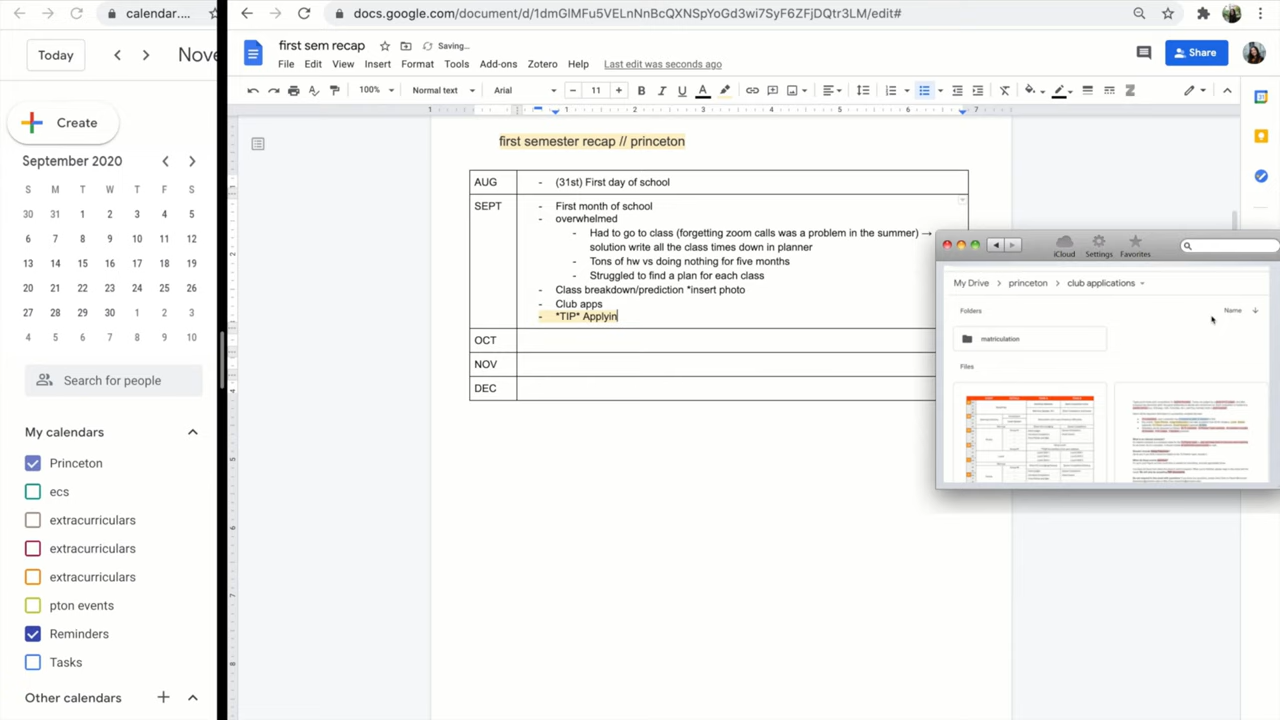 calendar....
docs.google.com/document/d/1dmGlMFu5VELnNnBcQXNSpYoGd3wi7SyF6ZFjDQtr3LM/edit#
Today
Nove
Create
September 2020
S M T W T F S
30 31 1 2 3 4 5
6 7 8 9 10 11 12
13 14 15 16 17 18 19
20 21 22 23 24 25 26
27 28 29 30 1 2 3
4 5 6 7 8 9 10
Search for people
My calendars
Princeton
ecs
extracurriculars
extracurriculars
extracurriculars
pton events
Reminders
Tasks
Other calendars
first sem recap
Saving...
File Edit View Insert Format Tools Add-ons Zotero Help Last edit was seconds ago
Share
100% Normal text Arial 11
1 1 2 3 4 5 6 7
first semester recap // princeton
AUG - (31st) First day of school
SEPT - First month of school
- overwhelmed
- Had to go to class (forgetting zoom calls was a problem in the summer) →
solution write all the class times down in planner
- Tons of hw vs doing nothing for five months
- Struggled to find a plan for each class
- Class breakdown/prediction *insert photo
- Club apps
- *TIP* Applyin
OCT
NOV
DEC
iCloud Settings Favorites
My Drive > princeton > club applications
Folders
Name
matriculation
Files